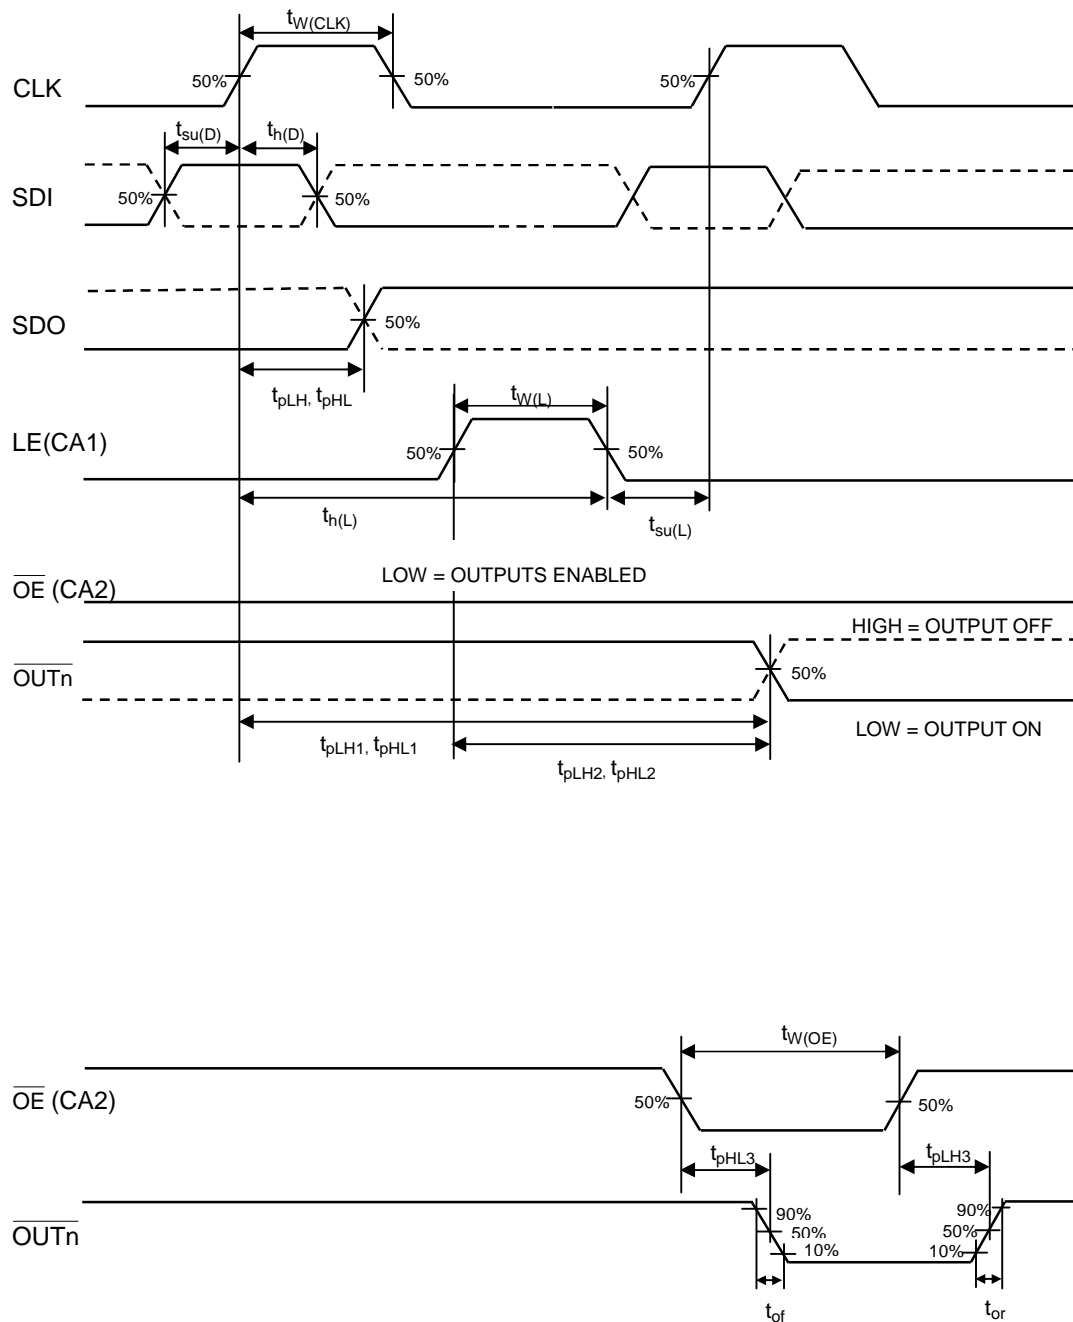 tW(CLK)
50%
50%
50%
CLK
tsu(D)
th(D)
50%
50%
SDI
SDO
50%
tpLH, tpHL
tW(L)
LE(CA1)
50%
50%
th(L)
tsu(L)
OE (CA2)
LOW = OUTPUTS ENABLED
HIGH = OUTPUT OFF
OUTn
50%
LOW = OUTPUT ON
tpLH1, tpHL1
tpLH2, tpHL2
tW(OE)
OE (CA2)
50%
50%
tpHL3
tpLH3
OUTn
90%
50%
10%
90%
50%
10%
tof
tor